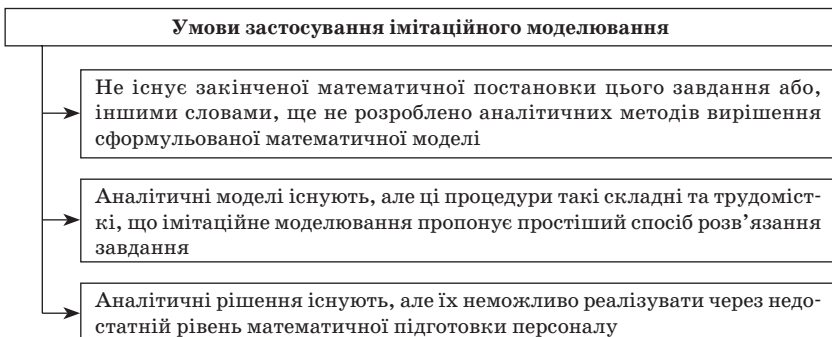 Умови застосування імітаційного моделювання
Не існує закінченої математичної постановки цього завдання або,
іншими словами, ще не розроблено аналітичних методів вирішення
сформульованої математичної моделі
Аналітичні моделі існують, але ці процедури такі складні та трудоміст-
кі, що імітаційне моделювання пропонує простіший спосіб розв’язання
завдання
Аналітичні рішення існують, але їх неможливо реалізувати через недо-
статній рівень математичної підготовки персоналу